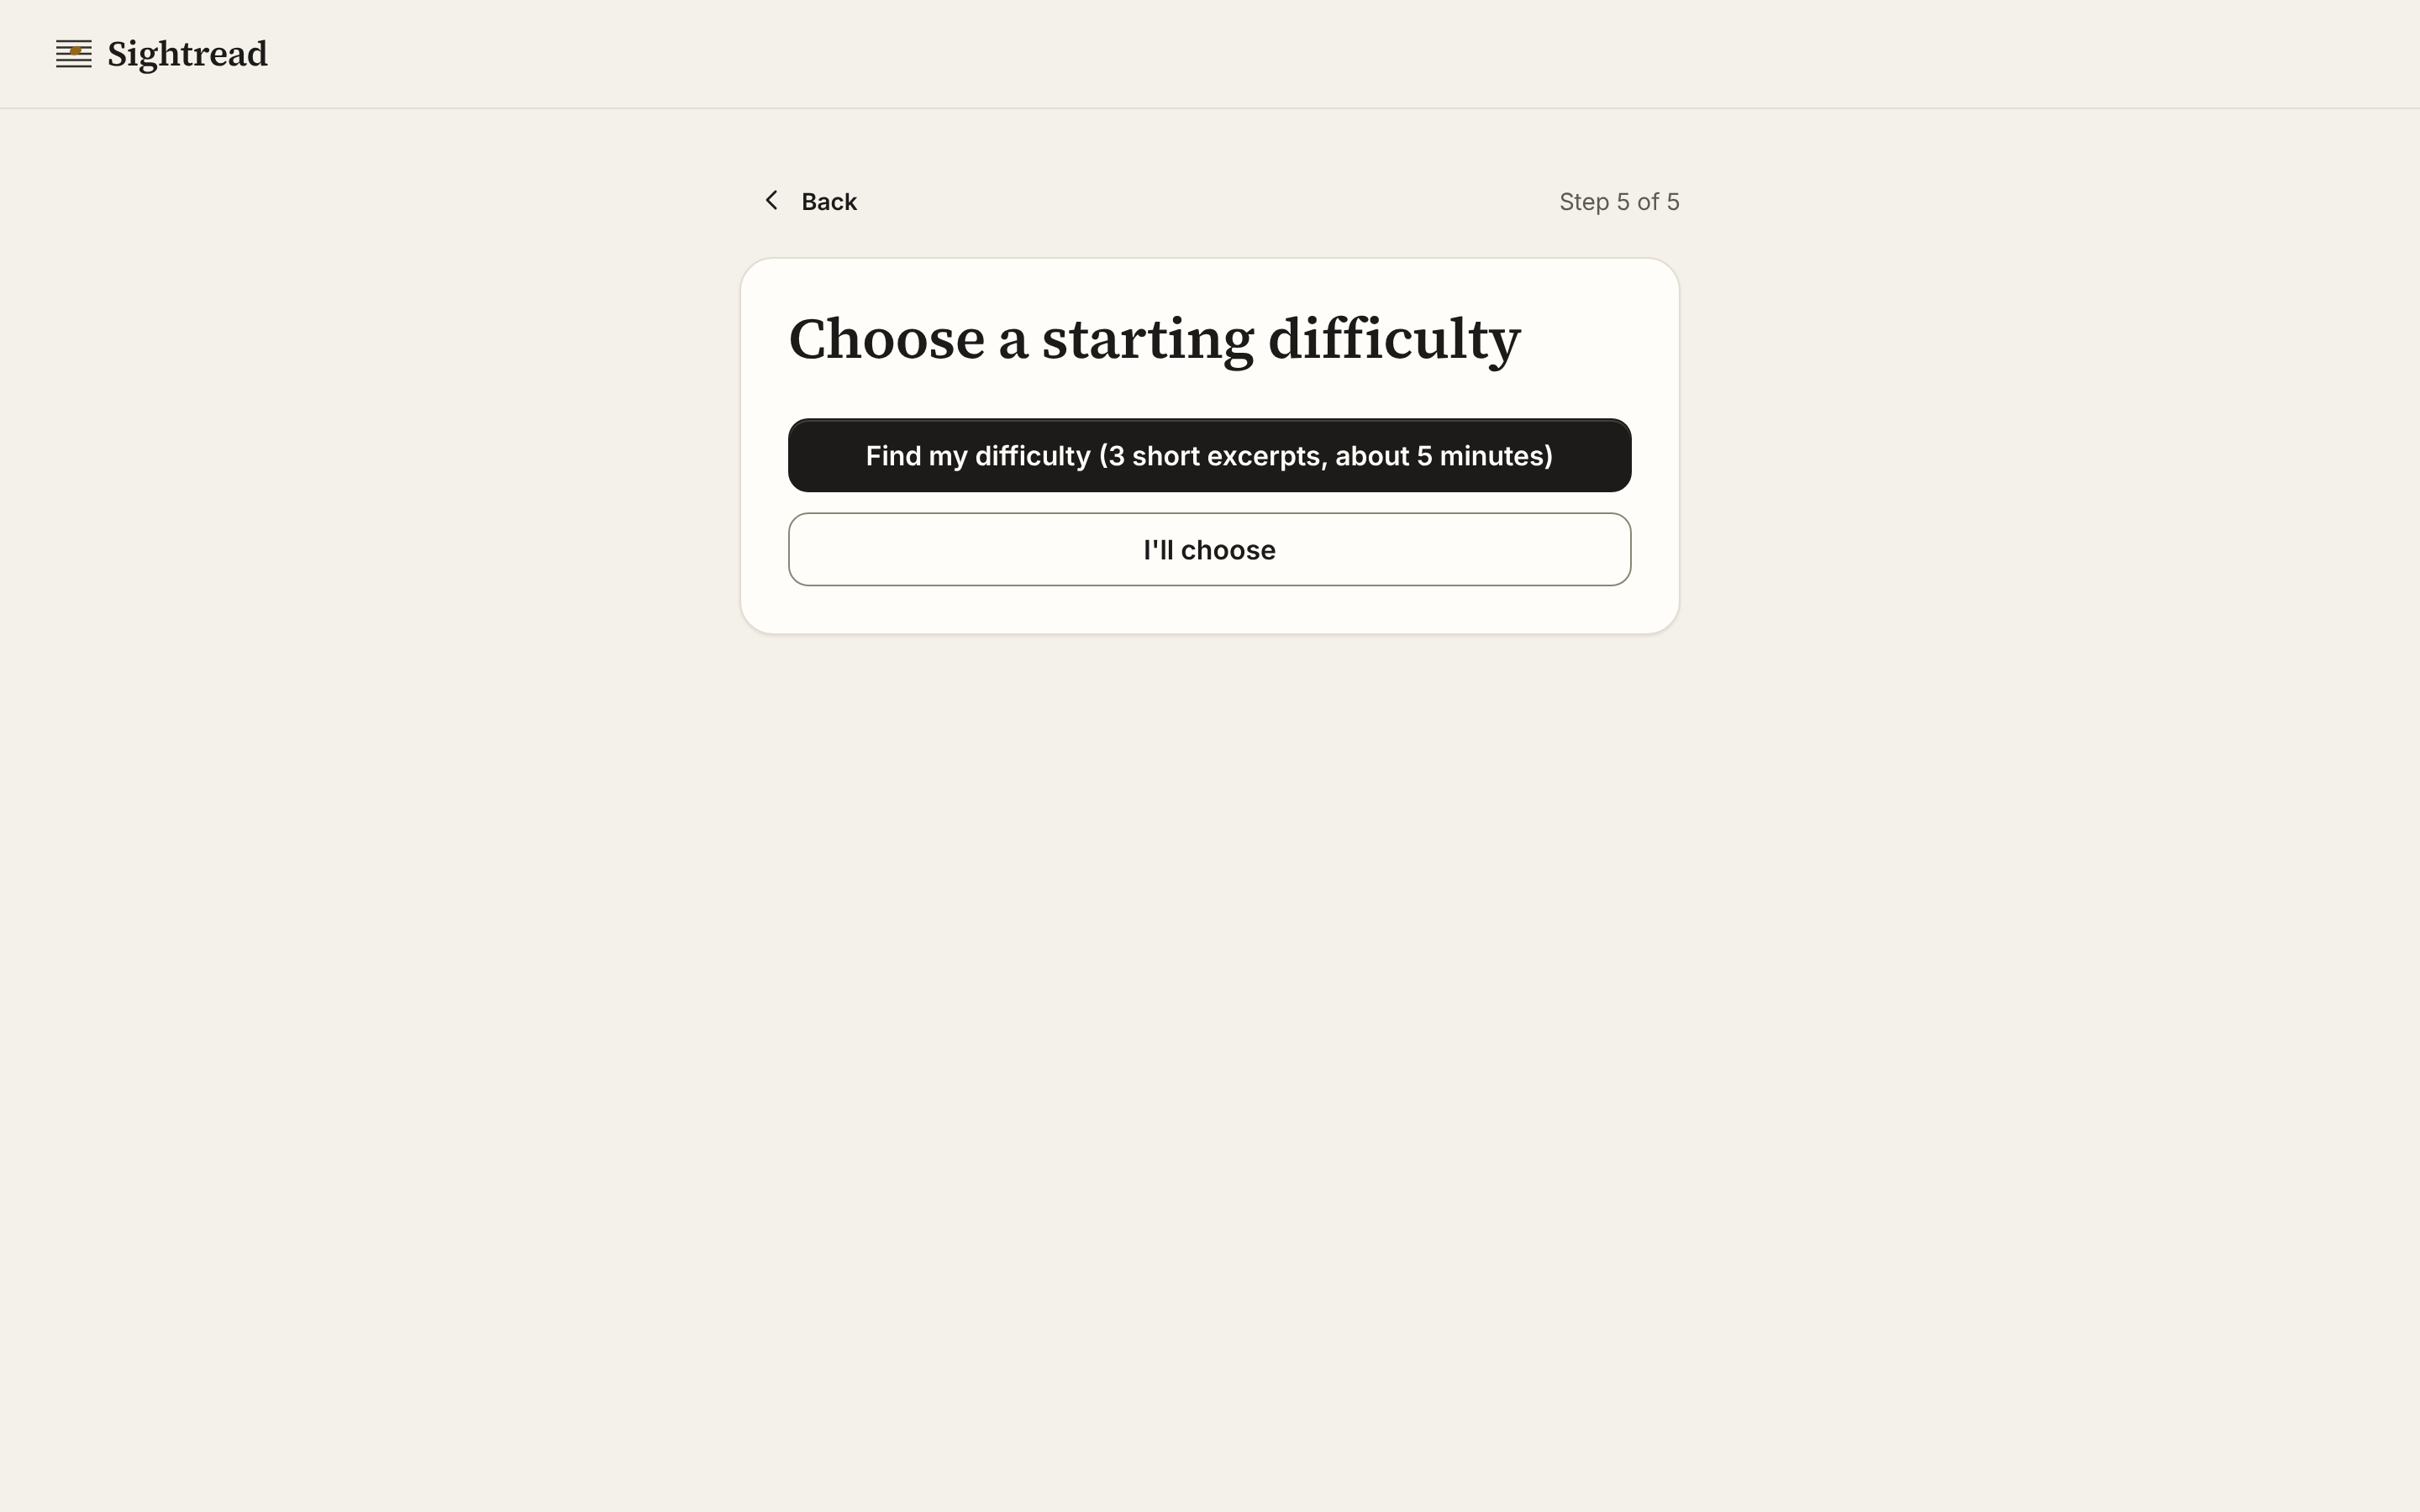 Sightread
Back
Step 5 of 5
Choose a starting difficulty
Find my difficulty (3 short excerpts, about 5 minutes)
I'll choose